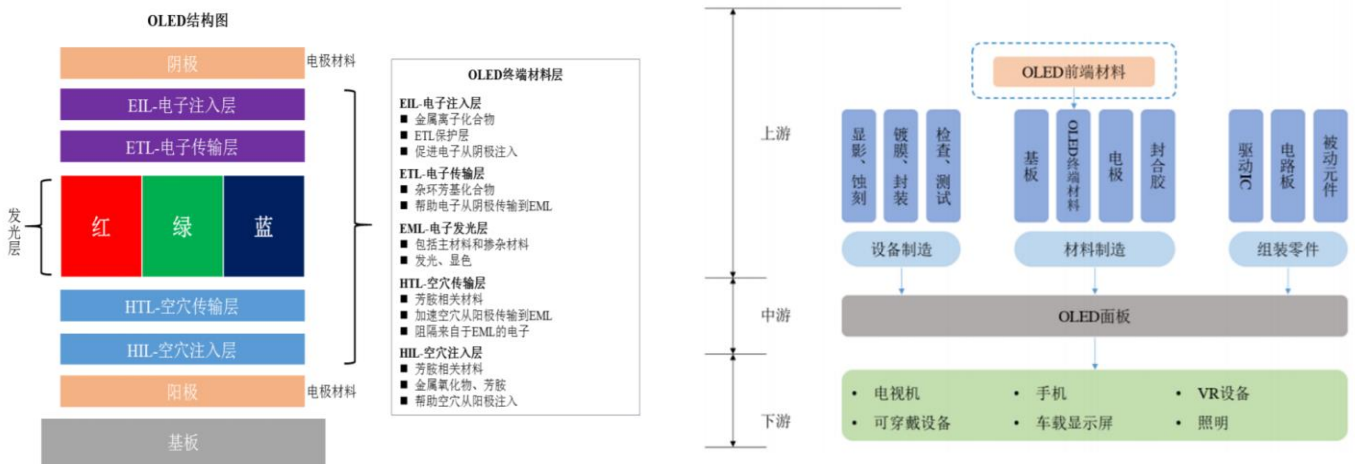 OLED结构图
阴极
电极材料
EIL-电子注入层
ETL-电子传输层
发光层
红
绿
蓝
HTL-空穴传输层
HIL-空穴注入层
阳极
电极材料
基板
OLED终端材料层
EIL-电子注入层
■ 金属离子化合物
■ ETL保护层
■ 促进电子从阴极注入
ETL-电子传输层
■ 杂环芳基化合物
■ 帮助电子从阴极传输到EML
EML-电子发光层
■ 包括主材料和掺杂材料
■ 发光、显色
HTL-空穴传输层
■ 芳胺相关材料
■ 加速空穴从阳极传输到EML
■ 阻隔来自于EML的电子
HIL-空穴注入层
■ 芳胺相关材料
■ 金属氧化物、芳胺
■ 帮助空穴从阳极注入
上游
OLED前端材料
显影、蚀刻
镀膜、封装
检查、测试
基板
OLED终端材料
电极
封合胶
驱动IC
电路板
被动元件
设备制造
材料制造
组装零件
中游
OLED面板
下游
• 电视机
• 手机
• VR设备
• 可穿戴设备
• 车载显示屏
• 照明